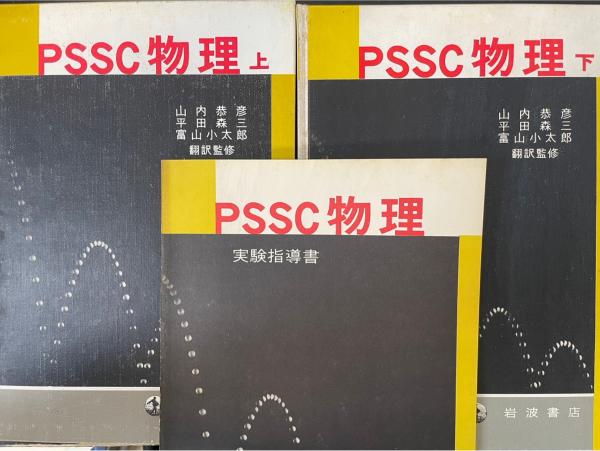 PSSC物理 上
山内恭彦
平田森三
富山小太郎
翻訳監修
PSSC物理 下
山内恭彦
平田森三
富山小太郎
翻訳監修
岩波書店
PSSC物理
実験指導書